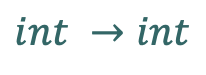 int → int